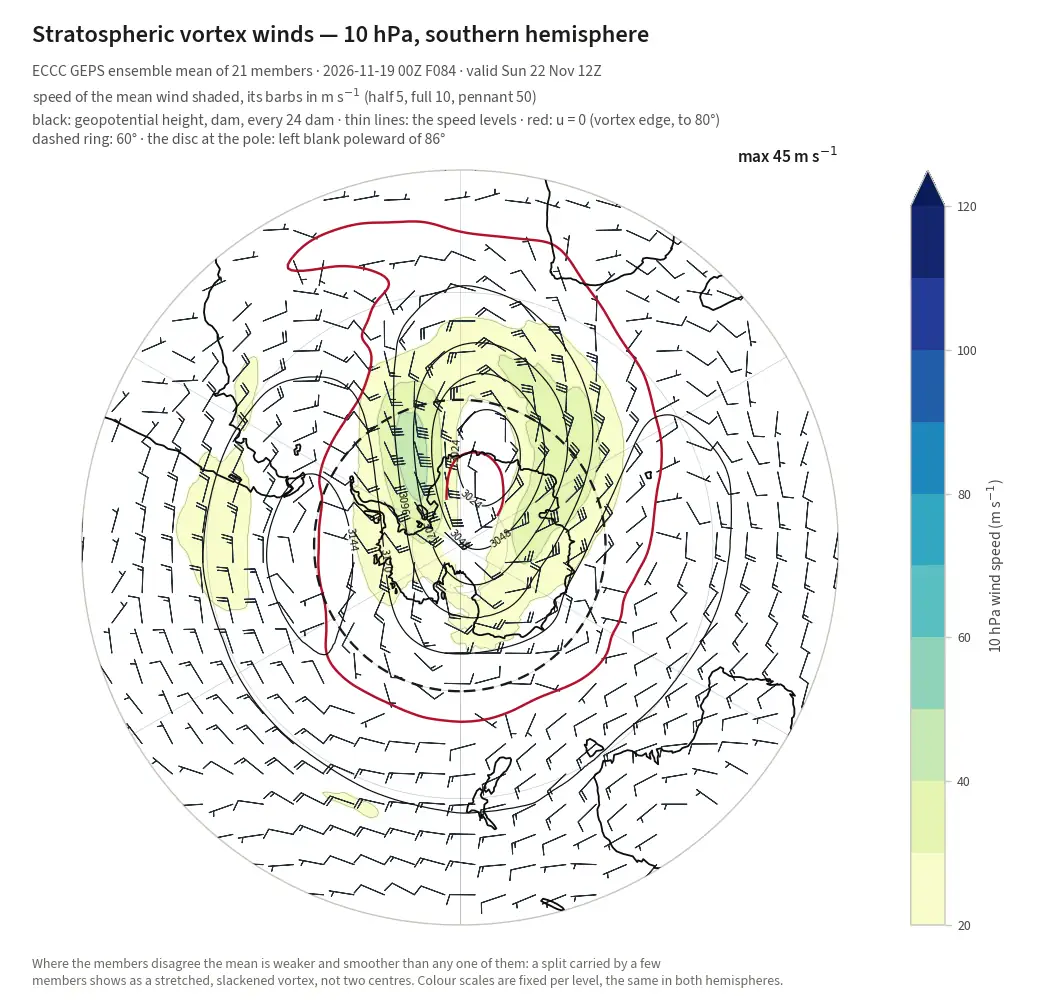 Stratospheric vortex winds — 10 hPa, southern hemisphere
ECCC GEPS ensemble mean of 21 members · 2026-11-19 00Z F084 · valid Sun 22 Nov 12Z
speed of the mean wind shaded, its barbs in m s⁻¹ (half 5, full 10, pennant 50)
black: geopotential height, dam, every 24 dam · thin lines: the speed levels · red: u = 0 (vortex edge, to 80°)
dashed ring: 60° · the disc at the pole: left blank poleward of 86°
max 45 m s⁻¹
120
100
80
60
40
20
10 hPa wind speed (m s⁻¹)
3024
3048
3144
Where the members disagree the mean is weaker and smoother than any one of them: a split carried by a few
members shows as a stretched, slackened vortex, not two centres. Colour scales are fixed per level, the same in both hemispheres.